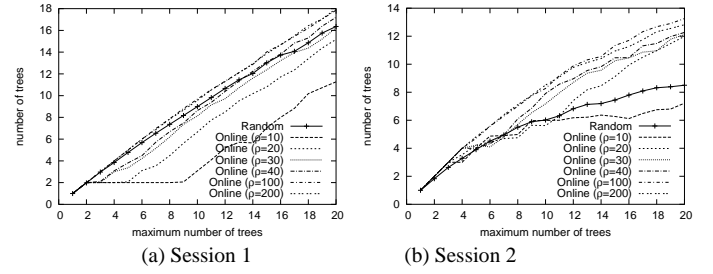 18
16
14
12
10
8
6
4
2
0
number of trees
Random
Online (ρ=10)
Online (ρ=20)
Online (ρ=30)
Online (ρ=40)
Online (ρ=100)
Online (ρ=200)
0 2 4 6 8 10 12 14 16 18 20
maximum number of trees
(a) Session 1
14
12
10
8
6
4
2
0
number of trees
Random
Online (ρ=10)
Online (ρ=20)
Online (ρ=30)
Online (ρ=40)
Online (ρ=100)
Online (ρ=200)
0 2 4 6 8 10 12 14 16 18 20
maximum number of trees
(b) Session 2